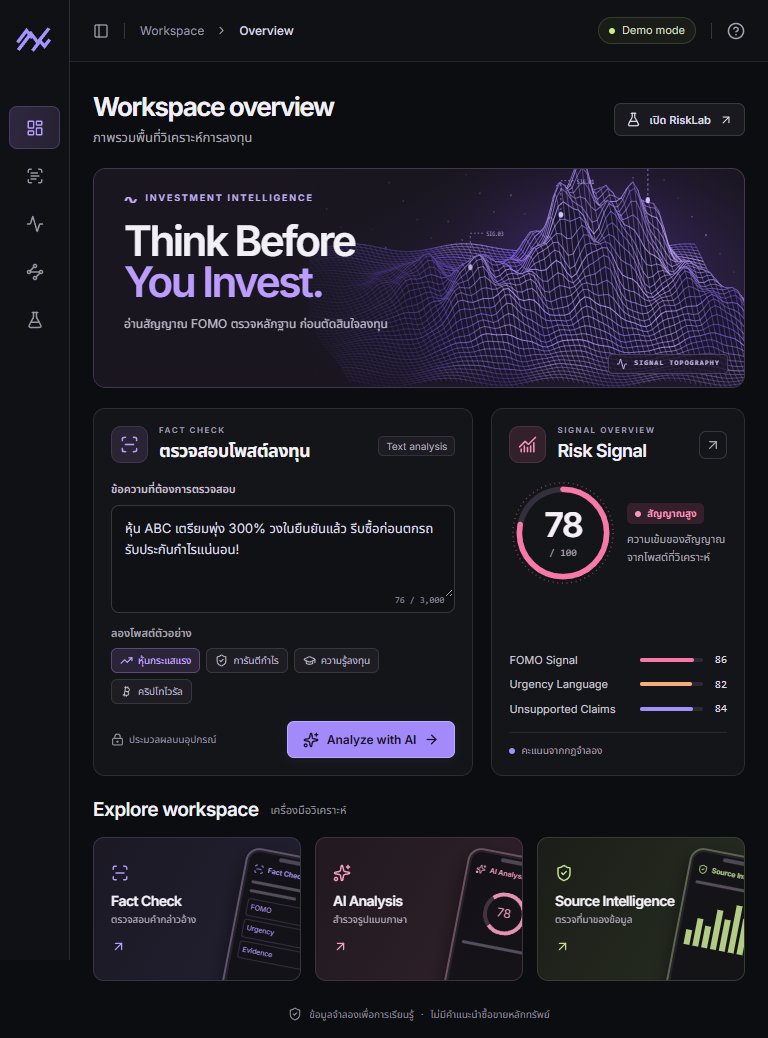 Workspace > Overview
Demo mode
Workspace overview
ภาพรวมพื้นที่วิเคราะห์การลงทุน
เปิด RiskLab
INVESTMENT INTELLIGENCE
Think Before
You Invest.
อ่านสัญญาณ FOMO ตรวจหลักฐาน ก่อนตัดสินใจลงทุน
SIG.03
SIGNAL TOPOGRAPHY
FACT CHECK
ตรวจสอบโพสต์ลงทุน
Text analysis
ข้อความที่ต้องการตรวจสอบ
หุ้น ABC เตรียมพุ่ง 300% วงในยืนยันแล้ว รีบซื้อก่อนตกรถ
รับประกันกำไรแน่นอน!
76 / 3,000
ลองโพสต์ตัวอย่าง
หุ้นกระแสแรง
การันตีกำไร
ความรู้ลงทุน
คริปโทไวรัล
ประมวลผลบนอุปกรณ์
Analyze with AI
SIGNAL OVERVIEW
Risk Signal
78
/ 100
สัญญาณสูง
ความเข้มของสัญญาณ
จากโพสต์ที่วิเคราะห์
FOMO Signal 86
Urgency Language 82
Unsupported Claims 84
คะแนนจากกฎจำลอง
Explore workspace
เครื่องมือวิเคราะห์
Fact Check
ตรวจสอบคำกล่าวอ้าง
Fact Chec
FOMO
Urgency
Evidence
AI Analysis
สำรวจรูปแบบภาษา
AI Analys
78
Source Intelligence
ตรวจที่มาของข้อมูล
Source In
ข้อมูลจำลองเพื่อการเรียนรู้ · ไม่มีคำแนะนำซื้อขายหลักทรัพย์